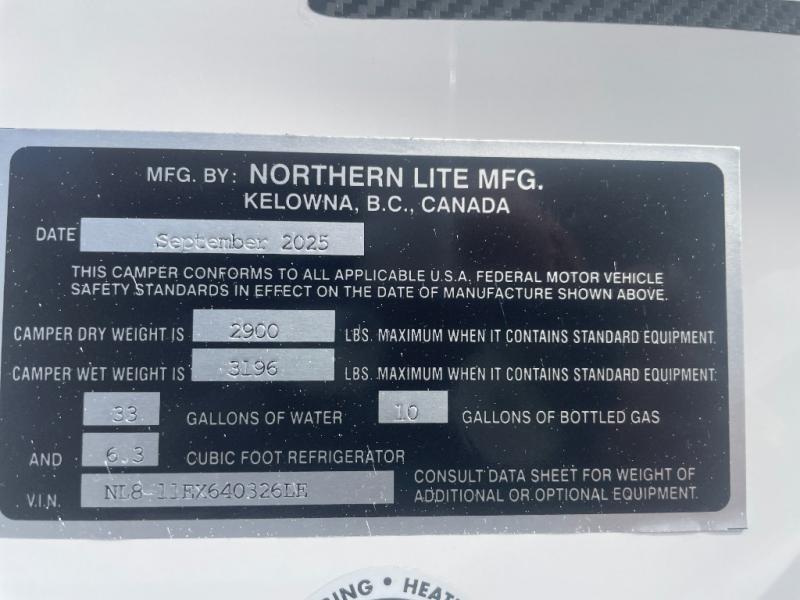 MFG. BY: NORTHERN LITE MFG.
KELOWNA, B.C., CANADA
DATE September 2025
THIS CAMPER CONFORMS TO ALL APPLICABLE U.S.A. FEDERAL MOTOR VEHICLE
SAFETY STANDARDS IN EFFECT ON THE DATE OF MANUFACTURE SHOWN ABOVE.
CAMPER DRY WEIGHT IS 2900 LBS. MAXIMUM WHEN IT CONTAINS STANDARD EQUIPMENT.
CAMPER WET WEIGHT IS 3196 LBS. MAXIMUM WHEN IT CONTAINS STANDARD EQUIPMENT:
33 GALLONS OF WATER 10 GALLONS OF BOTTLED GAS
AND 6.3 CUBIC FOOT REFRIGERATOR
V.I.N. NL8-11EX640326LE
CONSULT DATA SHEET FOR WEIGHT OF
ADDITIONAL OR OPTIONAL EQUIPMENT.